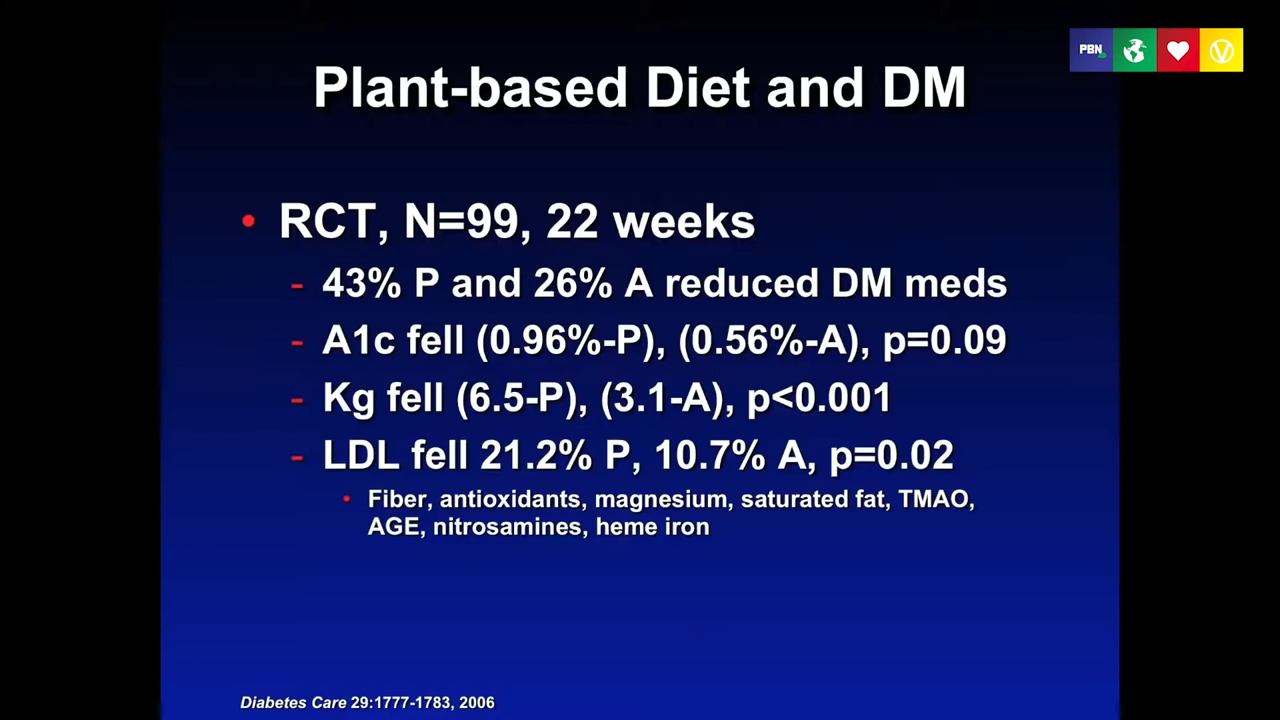 PBN
V
Plant-based Diet and DM
• RCT, N=99, 22 weeks
- 43% P and 26% A reduced DM meds
- A1c fell (0.96%-P), (0.56%-A), p=0.09
- Kg fell (6.5-P), (3.1-A), p<0.001
- LDL fell 21.2% P, 10.7% A, p=0.02
• Fiber, antioxidants, magnesium, saturated fat, TMAO,
AGE, nitrosamines, heme iron
Diabetes Care 29:1777-1783, 2006